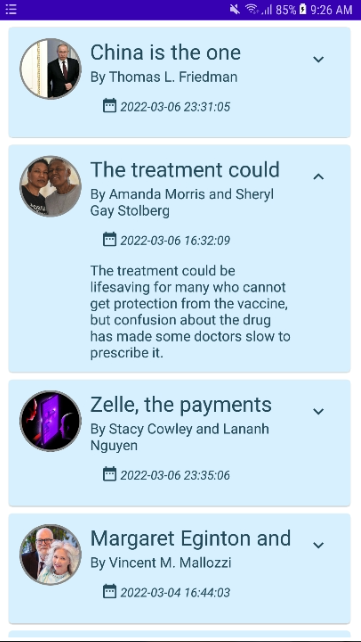 85% 9:26 AM
China is the one
By Thomas L. Friedman
2022-03-06 23:31:05
The treatment could
By Amanda Morris and Sheryl
Gay Stolberg
2022-03-06 16:32:09
The treatment could be
lifesaving for many who cannot
get protection from the vaccine,
but confusion about the drug
has made some doctors slow to
prescribe it.
Zelle, the payments
By Stacy Cowley and Lananh
Nguyen
2022-03-06 23:35:06
Margaret Eginton and
By Vincent M. Mallozzi
2022-03-04 16:44:03